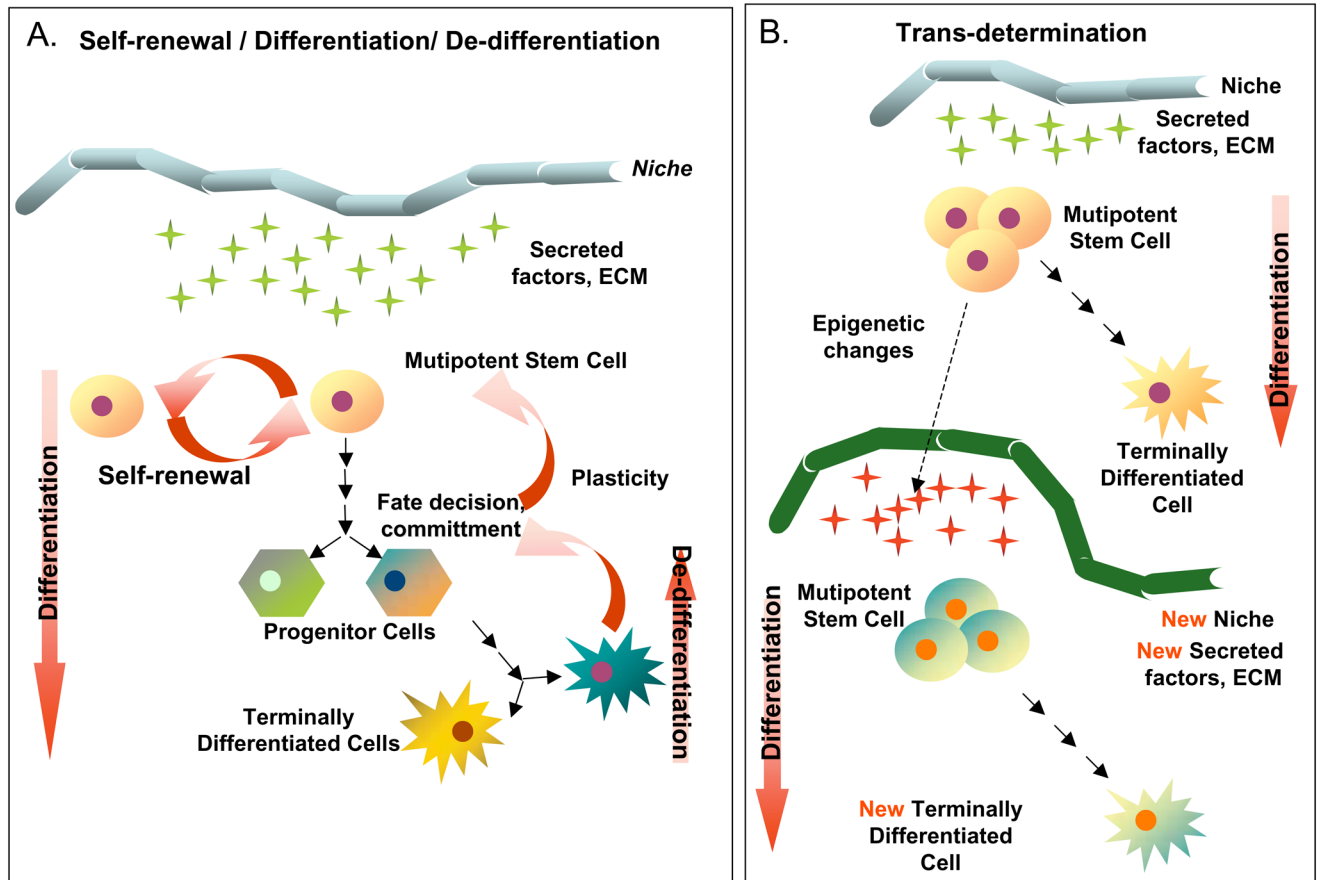 A.
Self-renewal / Differentiation/ De-differentiation
Niche
Secreted
factors, ECM
Mutipotent Stem Cell
Self-renewal
Plasticity
Fate decision,
committment
Differentiation
Progenitor Cells
De-differentiation
Terminally
Differentiated Cells
B.
Trans-determination
Niche
Secreted
factors, ECM
Mutipotent
Stem Cell
Differentiation
Epigenetic
changes
Terminally
Differentiated
Cell
Mutipotent
Stem Cell
New Niche
New Secreted
factors, ECM
Differentiation
New Terminally
Differentiated
Cell